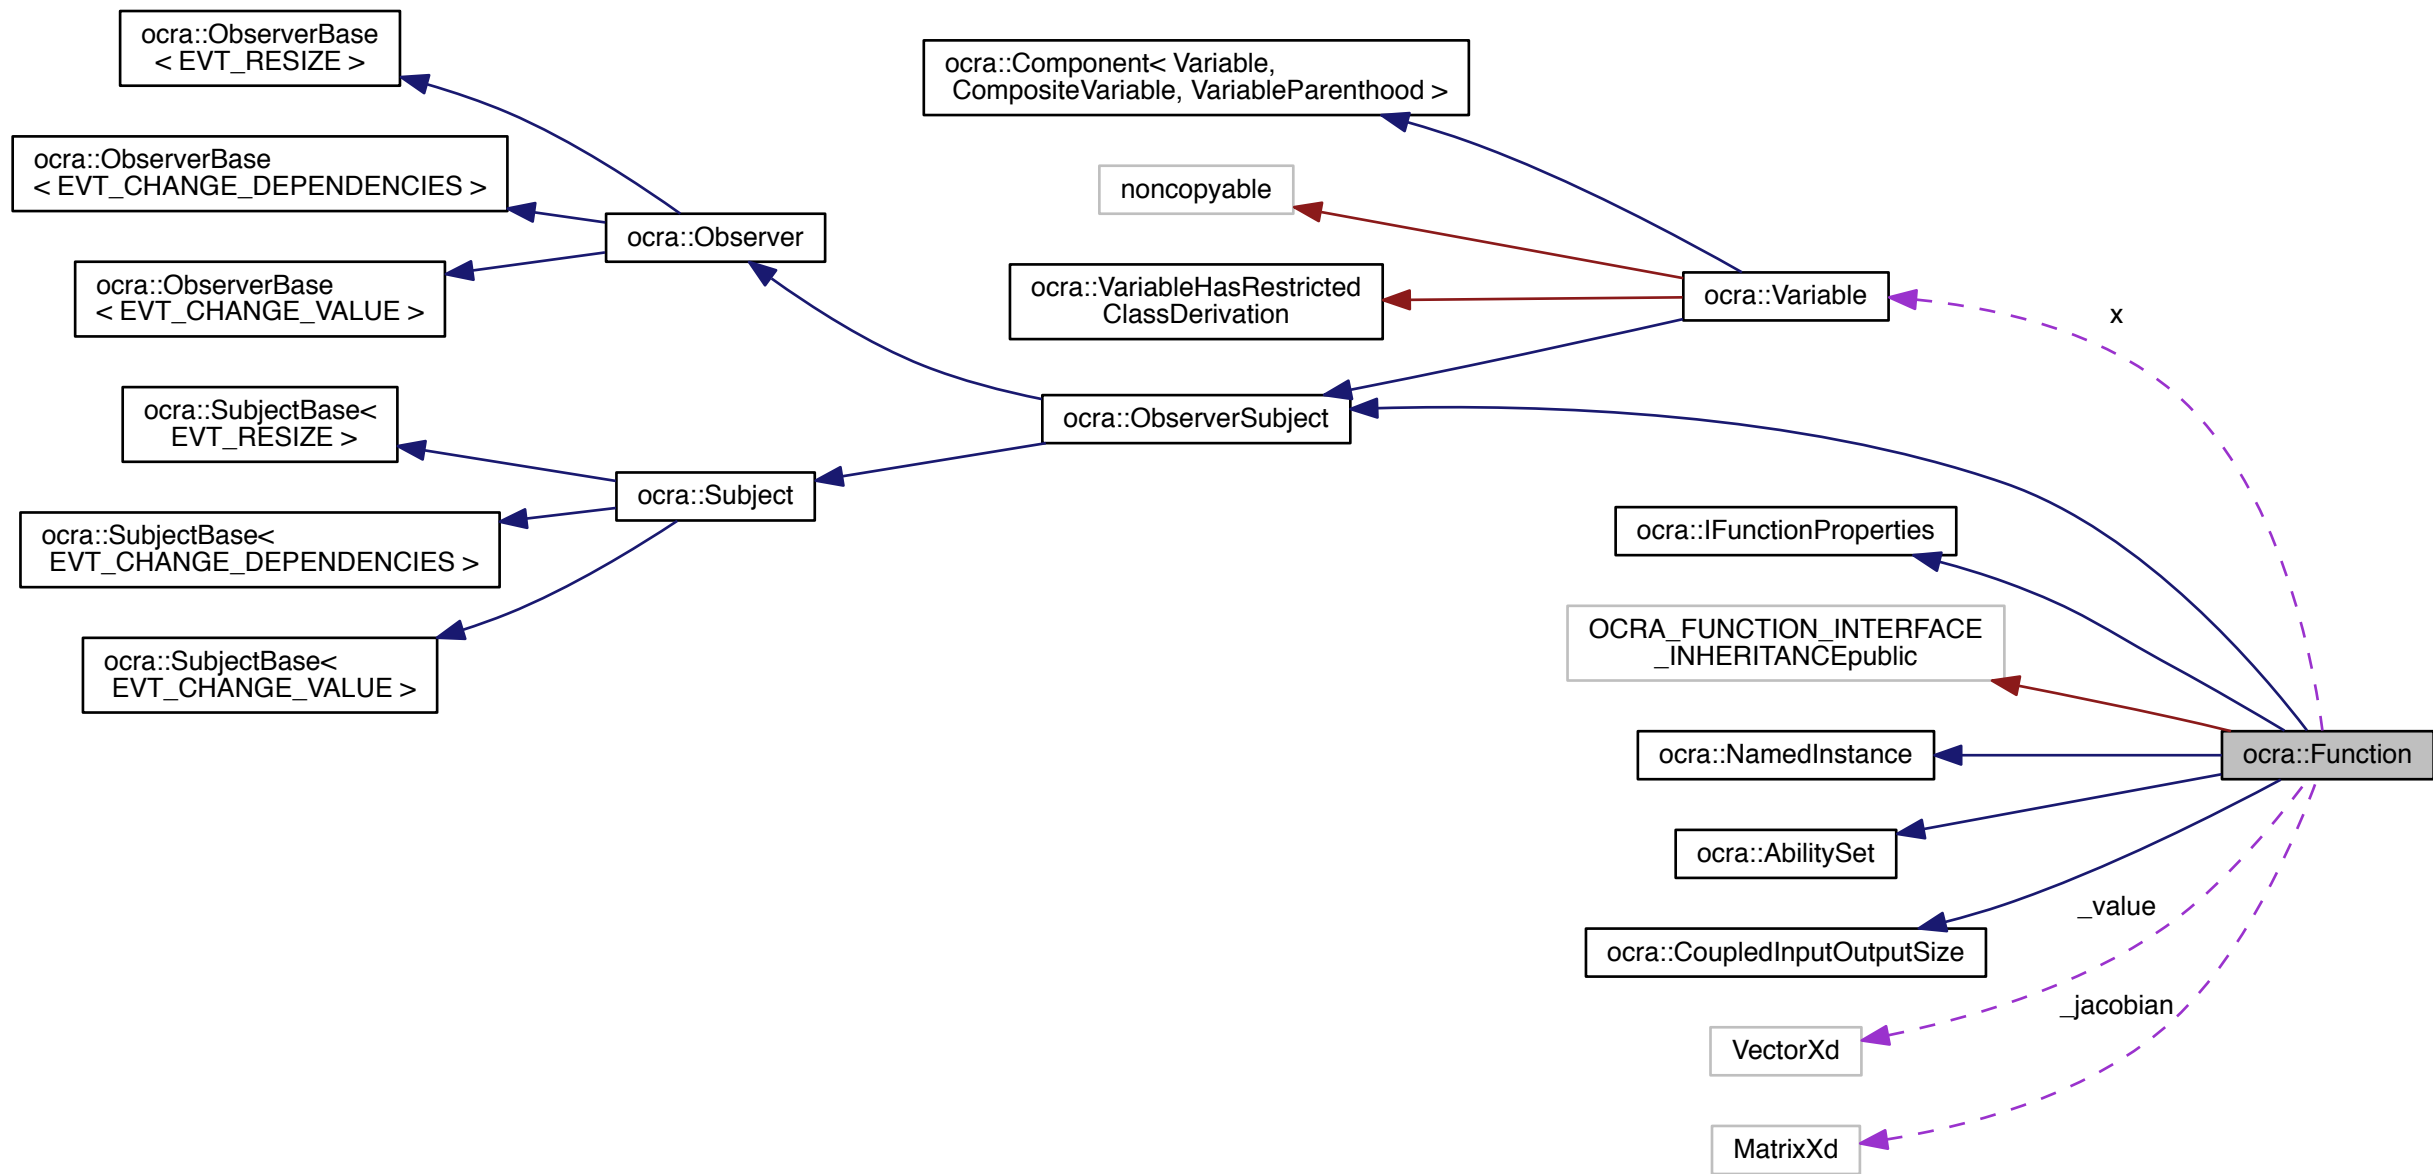 ocra::ObserverBase
< EVT_RESIZE >
ocra::ObserverBase
< EVT_CHANGE_DEPENDENCIES >
ocra::ObserverBase
< EVT_CHANGE_VALUE >
ocra::SubjectBase<
EVT_RESIZE >
ocra::SubjectBase<
EVT_CHANGE_DEPENDENCIES >
ocra::SubjectBase<
EVT_CHANGE_VALUE >
ocra::Observer
ocra::Subject
ocra::Component< Variable,
CompositeVariable, VariableParenthood >
noncopyable
ocra::VariableHasRestricted
ClassDerivation
ocra::ObserverSubject
ocra::Variable
x
ocra::IFunctionProperties
OCRA_FUNCTION_INTERFACE
_INHERITANCEpublic
ocra::NamedInstance
ocra::AbilitySet
ocra::CoupledInputOutputSize
VectorXd
MatrixXd
_value
_jacobian
ocra::Function